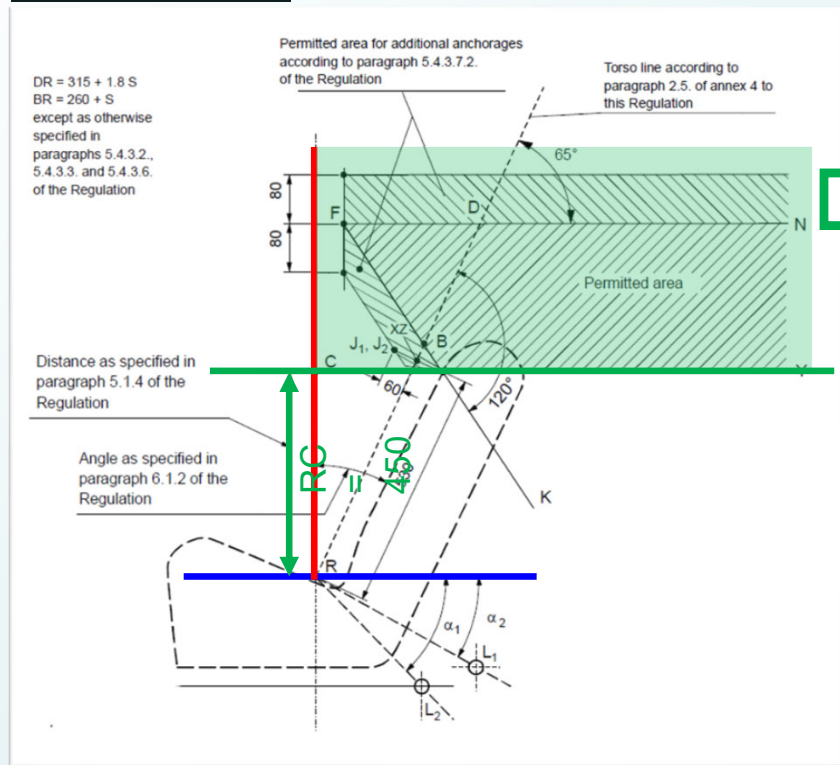 Permitted area for additional anchorages
according to paragraph 5.4.3.7.2.
of the Regulation
Torso line according to
paragraph 2.5. of annex 4 to
this Regulation
DR = 315 + 1.8 S
BR = 260 + S
except as otherwise
specified in
paragraphs 5.4.3.2.,
5.4.3.3. and 5.4.3.6.
of the Regulation
65°
80
F
D
N
80
Permitted area
XZ
B
J1, J2
C
Distance as specified in
paragraph 5.1.4 of the
Regulation
60
120°
RC = 450
Angle as specified in
paragraph 6.1.2 of the
Regulation
K
R
α1
α2
L1
L2